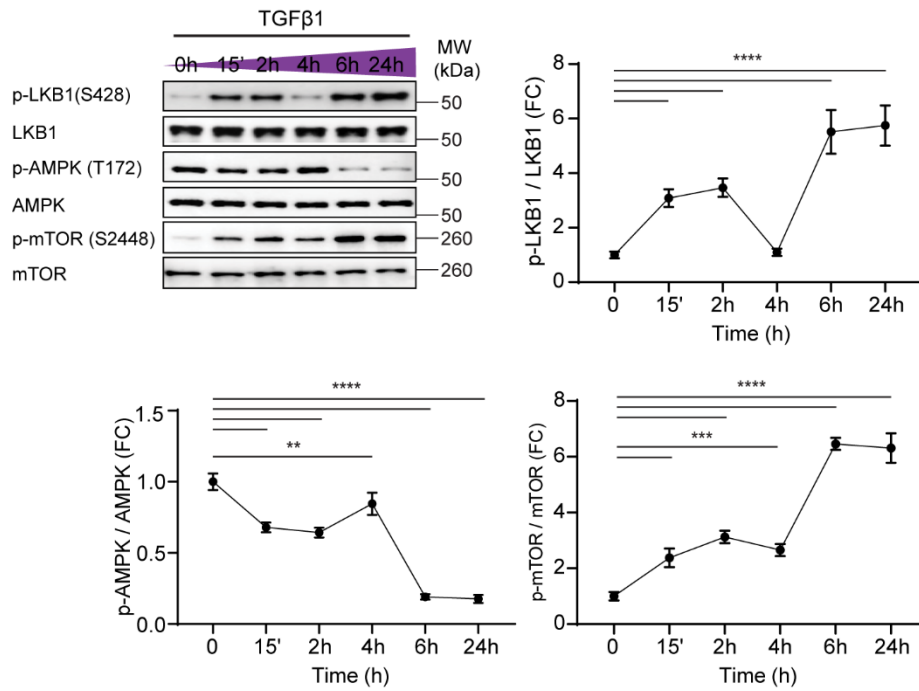 TGFβ1
0h 15' 2h 4h 6h 24h
MW
(kDa)
p-LKB1(S428)
50
LKB1
50
p-AMPK (T172)
50
AMPK
50
p-mTOR (S2448)
260
mTOR
260
p-LKB1 / LKB1 (FC)
8
6
4
2
0
****
0 15' 2h 4h 6h 24h
Time (h)
p-AMPK / AMPK (FC)
1.5
1.0
0.5
0.0
****
**
0 15' 2h 4h 6h 24h
Time (h)
p-mTOR / mTOR (FC)
8
6
4
2
0
****
***
0 15' 2h 4h 6h 24h
Time (h)